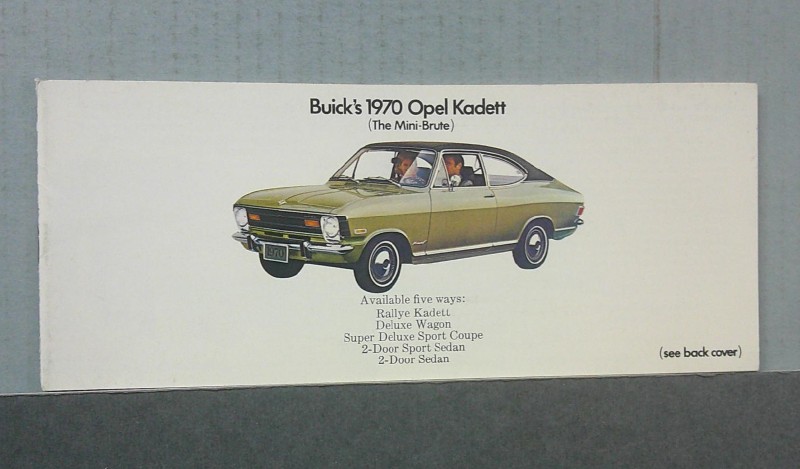 Buick's 1970 Opel Kadett
(The Mini-Brute)
1970
Available five ways:
Rallye Kadett
Deluxe Wagon
Super Deluxe Sport Coupe
2-Door Sport Sedan
2-Door Sedan
(see back cover)